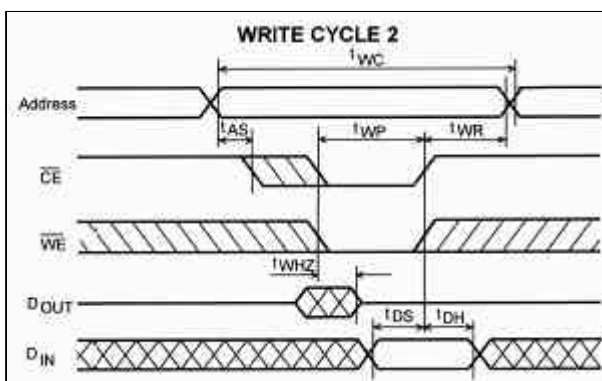 WRITE CYCLE 2
tWC
Address
tAS
tWP
tWR
CE
WE
tWHZ
DOUT
tDS
tDH
DIN